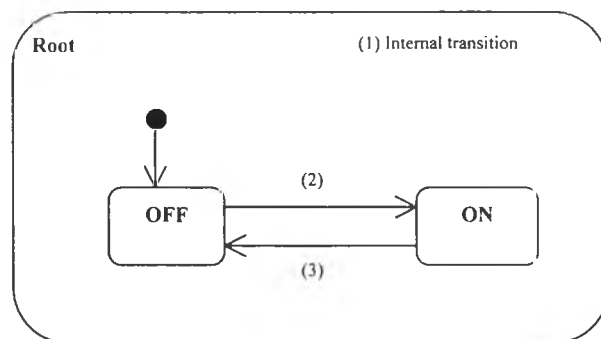 Root
(1) Internal transition
(2)
OFF
ON
(3)